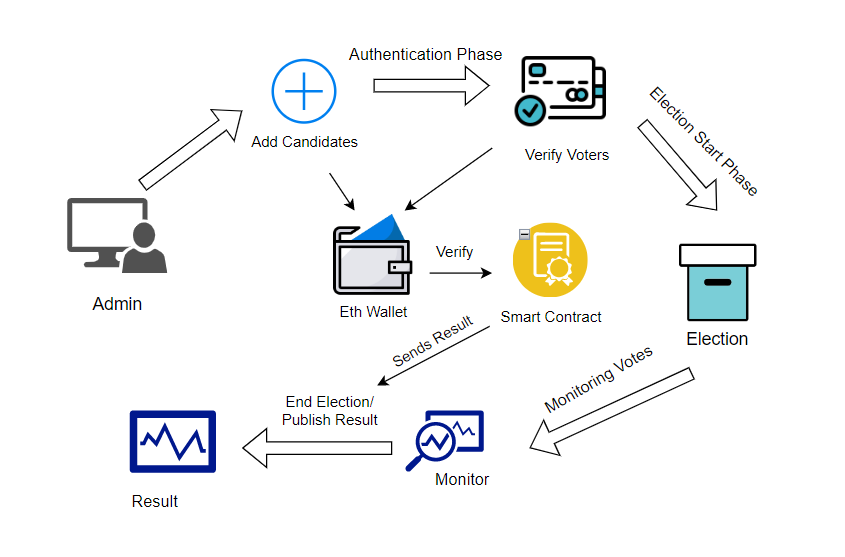 Authentication Phase
Add Candidates
Verify Voters
Election Start Phase
Admin
Eth Wallet
Verify
Smart Contract
Election
Sends Result
Monitoring Votes
End Election/
Publish Result
Monitor
Result